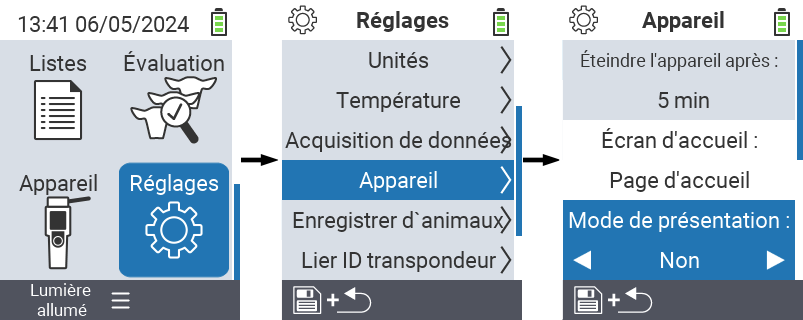 13:41 06/05/2024
Listes
Évaluation
Appareil
Réglages
Lumière
allumé
Réglages
Unités
Température
Acquisition de données
Appareil
Enregistrer d`animaux
Lier ID transpondeur
+
Appareil
Éteindre l'appareil après :
5 min
Écran d'accueil :
Page d'accueil
Mode de présentation :
Non
+